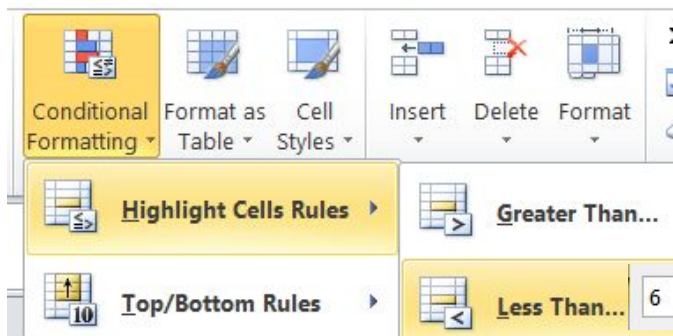 Conditional Formatting
Format as Table
Cell Styles
Insert
Delete
Format
Highlight Cells Rules
Greater Than...
Top/Bottom Rules
10
Less Than...
6